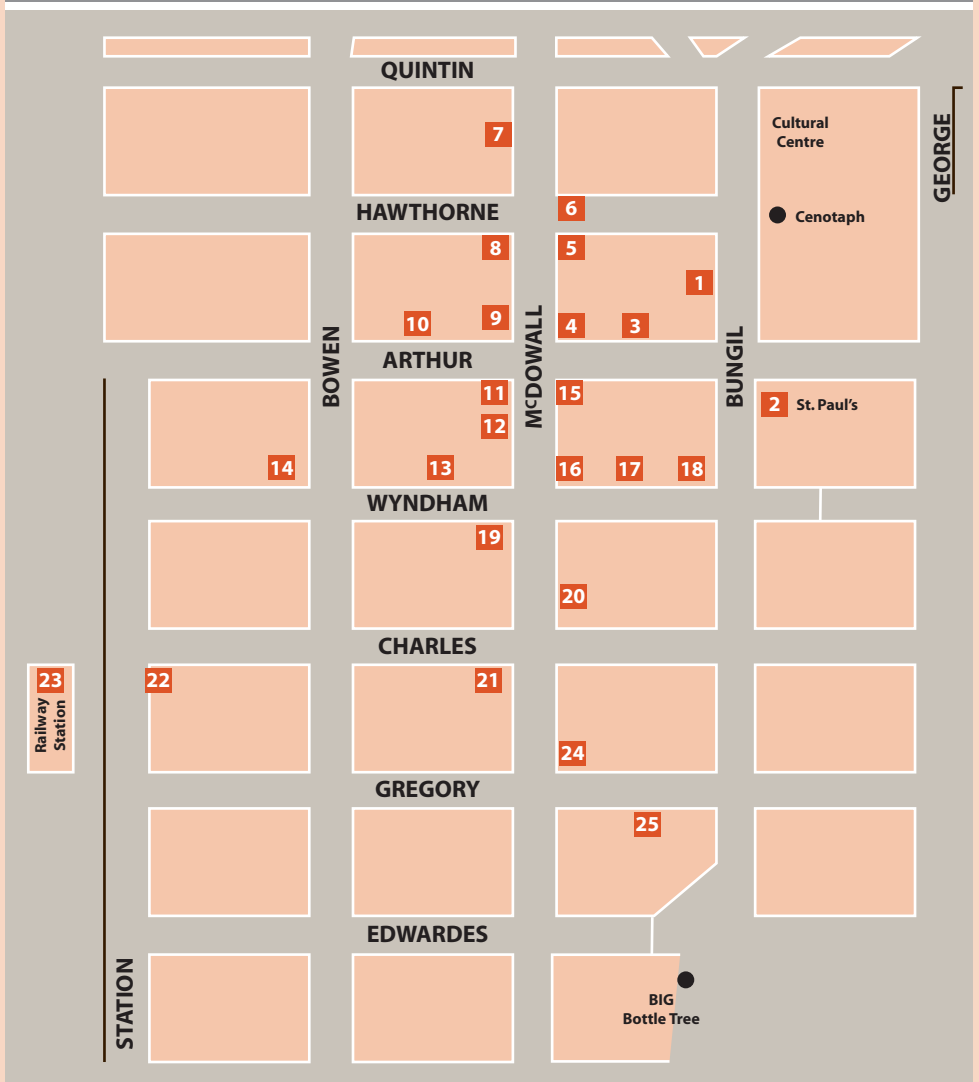 QUINTIN
Cultural
Centre
GEORGE
7
Cenotaph
HAWTHORNE
6
8
5
1
10
9
4
3
BOWEN
McDOWALL
BUNGIL
ARTHUR
11
15
2 St. Paul's
12
14
13
16
17
18
WYNDHAM
19
20
CHARLES
23
Railway
Station
22
21
24
GREGORY
25
EDWARDES
STATION
BIG
Bottle Tree